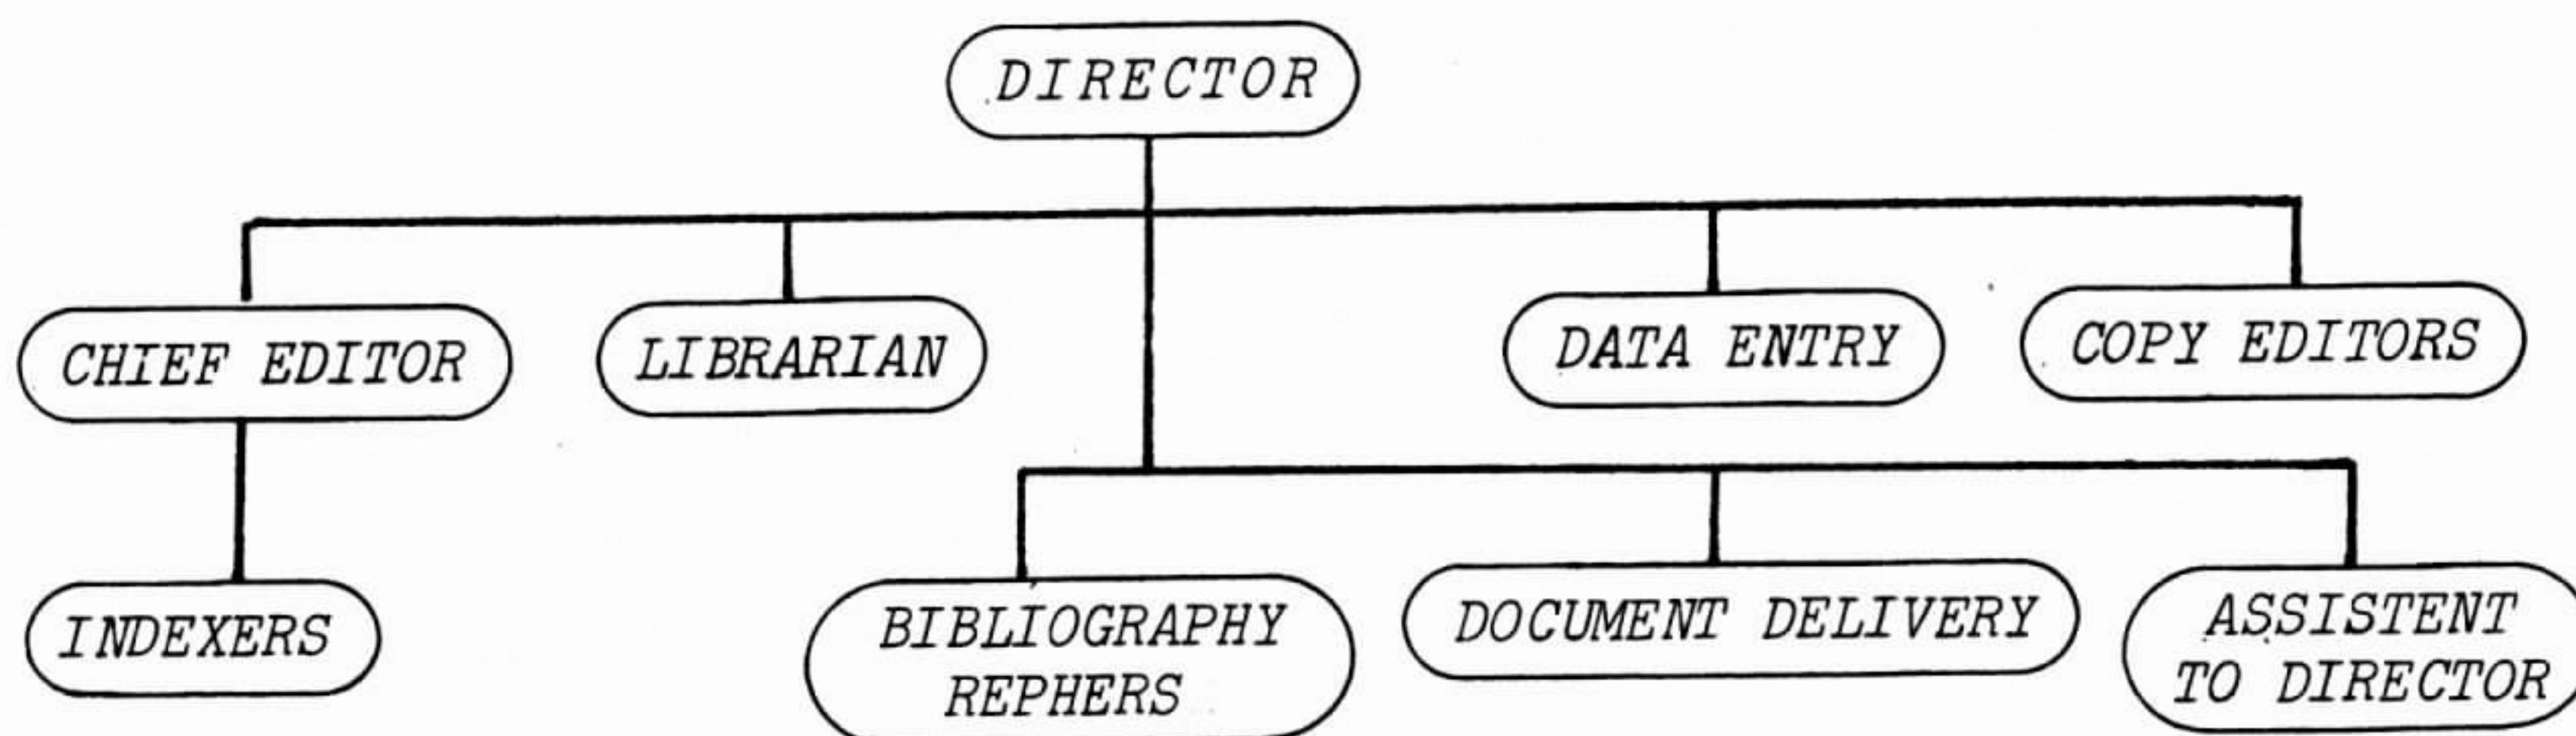 DIRECTOR
CHIEF EDITOR
LIBRARIAN
DATA ENTRY
COPY EDITORS
INDEXERS
BIBLIOGRAPHY
REPHERS
DOCUMENT DELIVERY
ASSISTENT
TO DIRECTOR